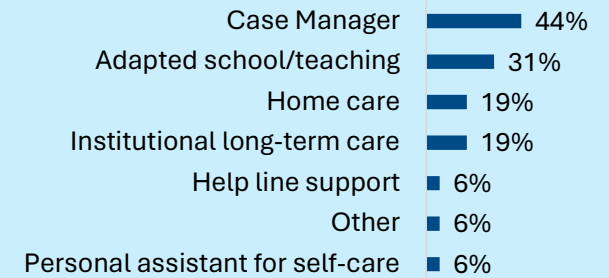 Case Manager 44%
Adapted school/teaching 31%
Home care 19%
Institutional long-term care 19%
Help line support 6%
Other 6%
Personal assistant for self-care 6%